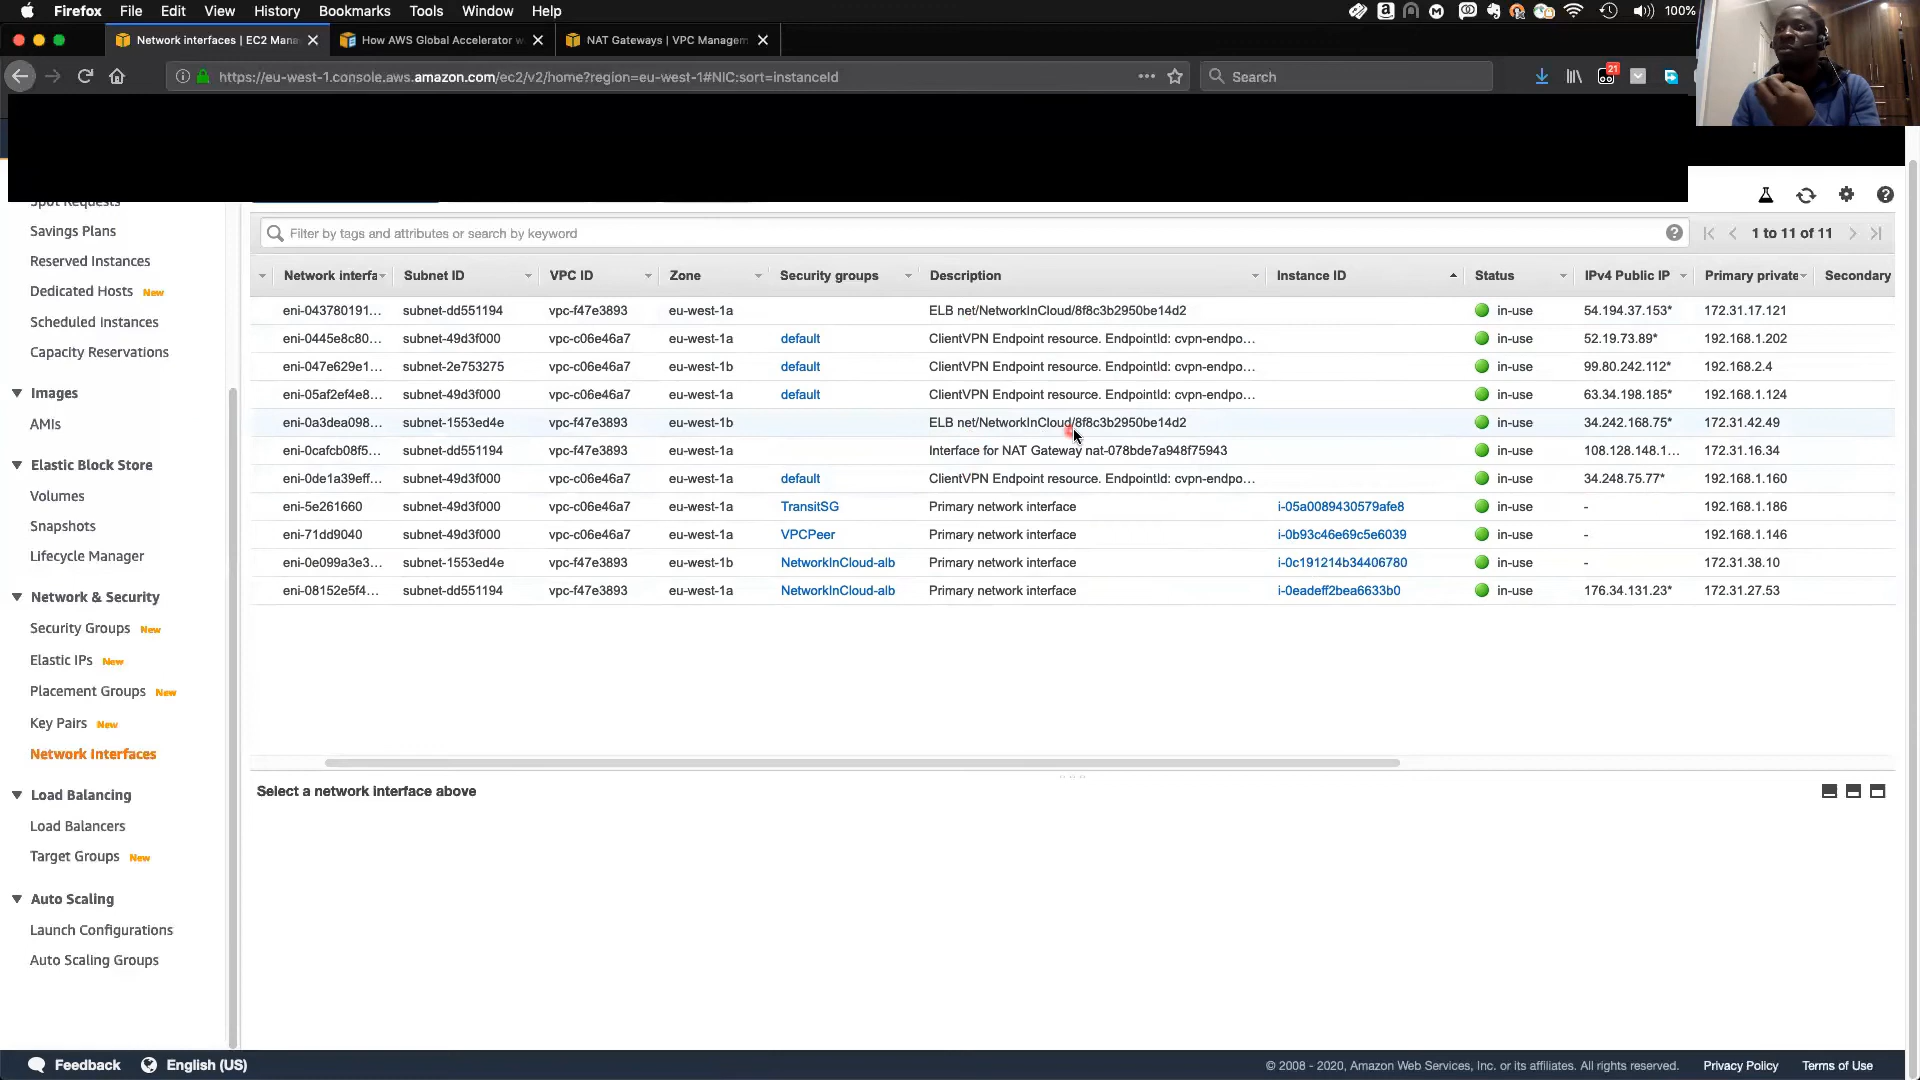 Firefox File Edit View History Bookmarks Tools Window Help 100%
Network interfaces | EC2 Mana
How AWS Global Accelerator w
NAT Gateways | VPC Managem
https://eu-west-1.console.aws.amazon.com/ec2/v2/home?region=eu-west-1#NIC:sort=instanceId
Search
21
Spot Requests
Savings Plans
Reserved Instances
Dedicated Hosts New
Scheduled Instances
Capacity Reservations
Images
AMIs
Elastic Block Store
Volumes
Snapshots
Lifecycle Manager
Network & Security
Security Groups New
Elastic IPs New
Placement Groups New
Key Pairs New
Network Interfaces
Load Balancing
Load Balancers
Target Groups New
Auto Scaling
Launch Configurations
Auto Scaling Groups
Filter by tags and attributes or search by keyword
1 to 11 of 11
Network interfa Subnet ID VPC ID Zone Security groups Description Instance ID Status IPv4 Public IP Primary private Secondary
eni-043780191... subnet-dd551194 vpc-f47e3893 eu-west-1a ELB net/NetworkInCloud/8f8c3b2950be14d2 in-use 54.194.37.153* 172.31.17.121
eni-0445e8c80... subnet-49d3f000 vpc-c06e46a7 eu-west-1a default ClientVPN Endpoint resource. EndpointId: cvpn-endpo... in-use 52.19.73.89* 192.168.1.202
eni-047e629e1... subnet-2e753275 vpc-c06e46a7 eu-west-1b default ClientVPN Endpoint resource. EndpointId: cvpn-endpo... in-use 99.80.242.112* 192.168.2.4
eni-05af2ef4e8... subnet-49d3f000 vpc-c06e46a7 eu-west-1a default ClientVPN Endpoint resource. EndpointId: cvpn-endpo... in-use 63.34.198.185* 192.168.1.124
eni-0a3dea098... subnet-1553ed4e vpc-f47e3893 eu-west-1b ELB net/NetworkInCloud/8f8c3b2950be14d2 in-use 34.242.168.75* 172.31.42.49
eni-0cafcb08f5... subnet-dd551194 vpc-f47e3893 eu-west-1a Interface for NAT Gateway nat-078bde7a948f75943 in-use 108.128.148.1... 172.31.16.34
eni-0de1a39eff... subnet-49d3f000 vpc-c06e46a7 eu-west-1a default ClientVPN Endpoint resource. EndpointId: cvpn-endpo... in-use 34.248.75.77* 192.168.1.160
eni-5e261660 subnet-49d3f000 vpc-c06e46a7 eu-west-1a TransitSG Primary network interface i-05a0089430579afe8 in-use - 192.168.1.186
eni-71dd9040 subnet-49d3f000 vpc-c06e46a7 eu-west-1a VPCPeer Primary network interface i-0b93c46e69c5e6039 in-use - 192.168.1.146
eni-0e099a3e3... subnet-1553ed4e vpc-f47e3893 eu-west-1b NetworkInCloud-alb Primary network interface i-0c191214b34406780 in-use - 172.31.38.10
eni-08152e5f4... subnet-dd551194 vpc-f47e3893 eu-west-1a NetworkInCloud-alb Primary network interface i-0eadeff2bea6633b0 in-use 176.34.131.23* 172.31.27.53
Select a network interface above
Feedback English (US)
© 2008 - 2020, Amazon Web Services, Inc. or its affiliates. All rights reserved. Privacy Policy Terms of Use